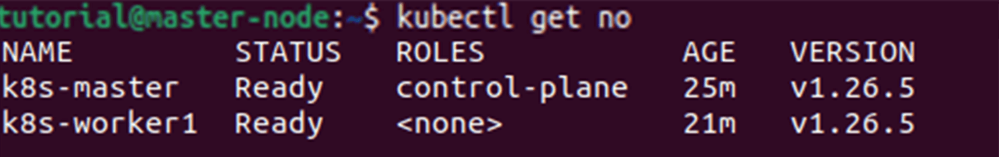 tutorial@master-node:~$ kubectl get no
NAME STATUS ROLES AGE VERSION
k8s-master Ready control-plane 25m v1.26.5
k8s-worker1 Ready <none> 21m v1.26.5